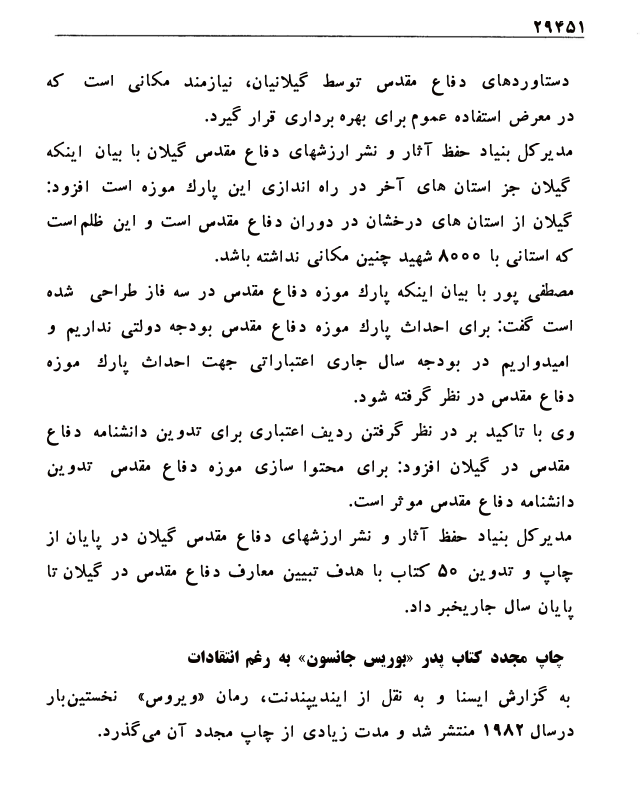 ۲۹۴۵۱
دستاوردهای دفاع مقدس توسط گیلانیان، نیازمند مکانی است که
در معرض استفاده عموم برای بهره برداری قرار گیرد.
مدیرکل بنیاد حفظ آثار و نشر ارزشهای دفاع مقدس گیلان با بیان اینکه
گیلان جز استان های آخر در راه اندازی این پارك موزه است افزود:
گیلان از استان های درخشان در دوران دفاع مقدس است و این ظلم است
که استانی با ۸۰۰۰ شهید چنین مکانی نداشته باشد.
مصطفی پور با بیان اینکه پارك موزه دفاع مقدس در سه فاز طراحی شده
است گفت: برای احداث پارك موزه دفاع مقدس بودجه دولتی نداریم و
امیدواریم در بودجه سال جاری اعتباراتی جهت احداث پارك موزه
دفاع مقدس در نظر گرفته شود.
وی با تاکید بر در نظر گرفتن ردیف اعتباری برای تدوین دانشنامه دفاع
مقدس در گیلان افزود: برای محتوا سازی موزه دفاع مقدس تدوین
دانشنامه دفاع مقدس موثر است.
مدیرکل بنیاد حفظ آثار و نشر ارزشهای دفاع مقدس گیلان در پایان از
چاپ و تدوین ۵۰ کتاب با هدف تبیین معارف دفاع مقدس در گیلان تا
پایان سال جاریخبر داد.
چاپ مجدد کتاب پدر «بوریس جانسون» به رغم انتقادات
به گزارش ایسنا و به نقل از ایندیپندنت، رمان «ویروس» نخستین‌بار
درسال ۱۹۸۲ منتشر شد و مدت زیادی از چاپ مجدد آن می‌گذرد.